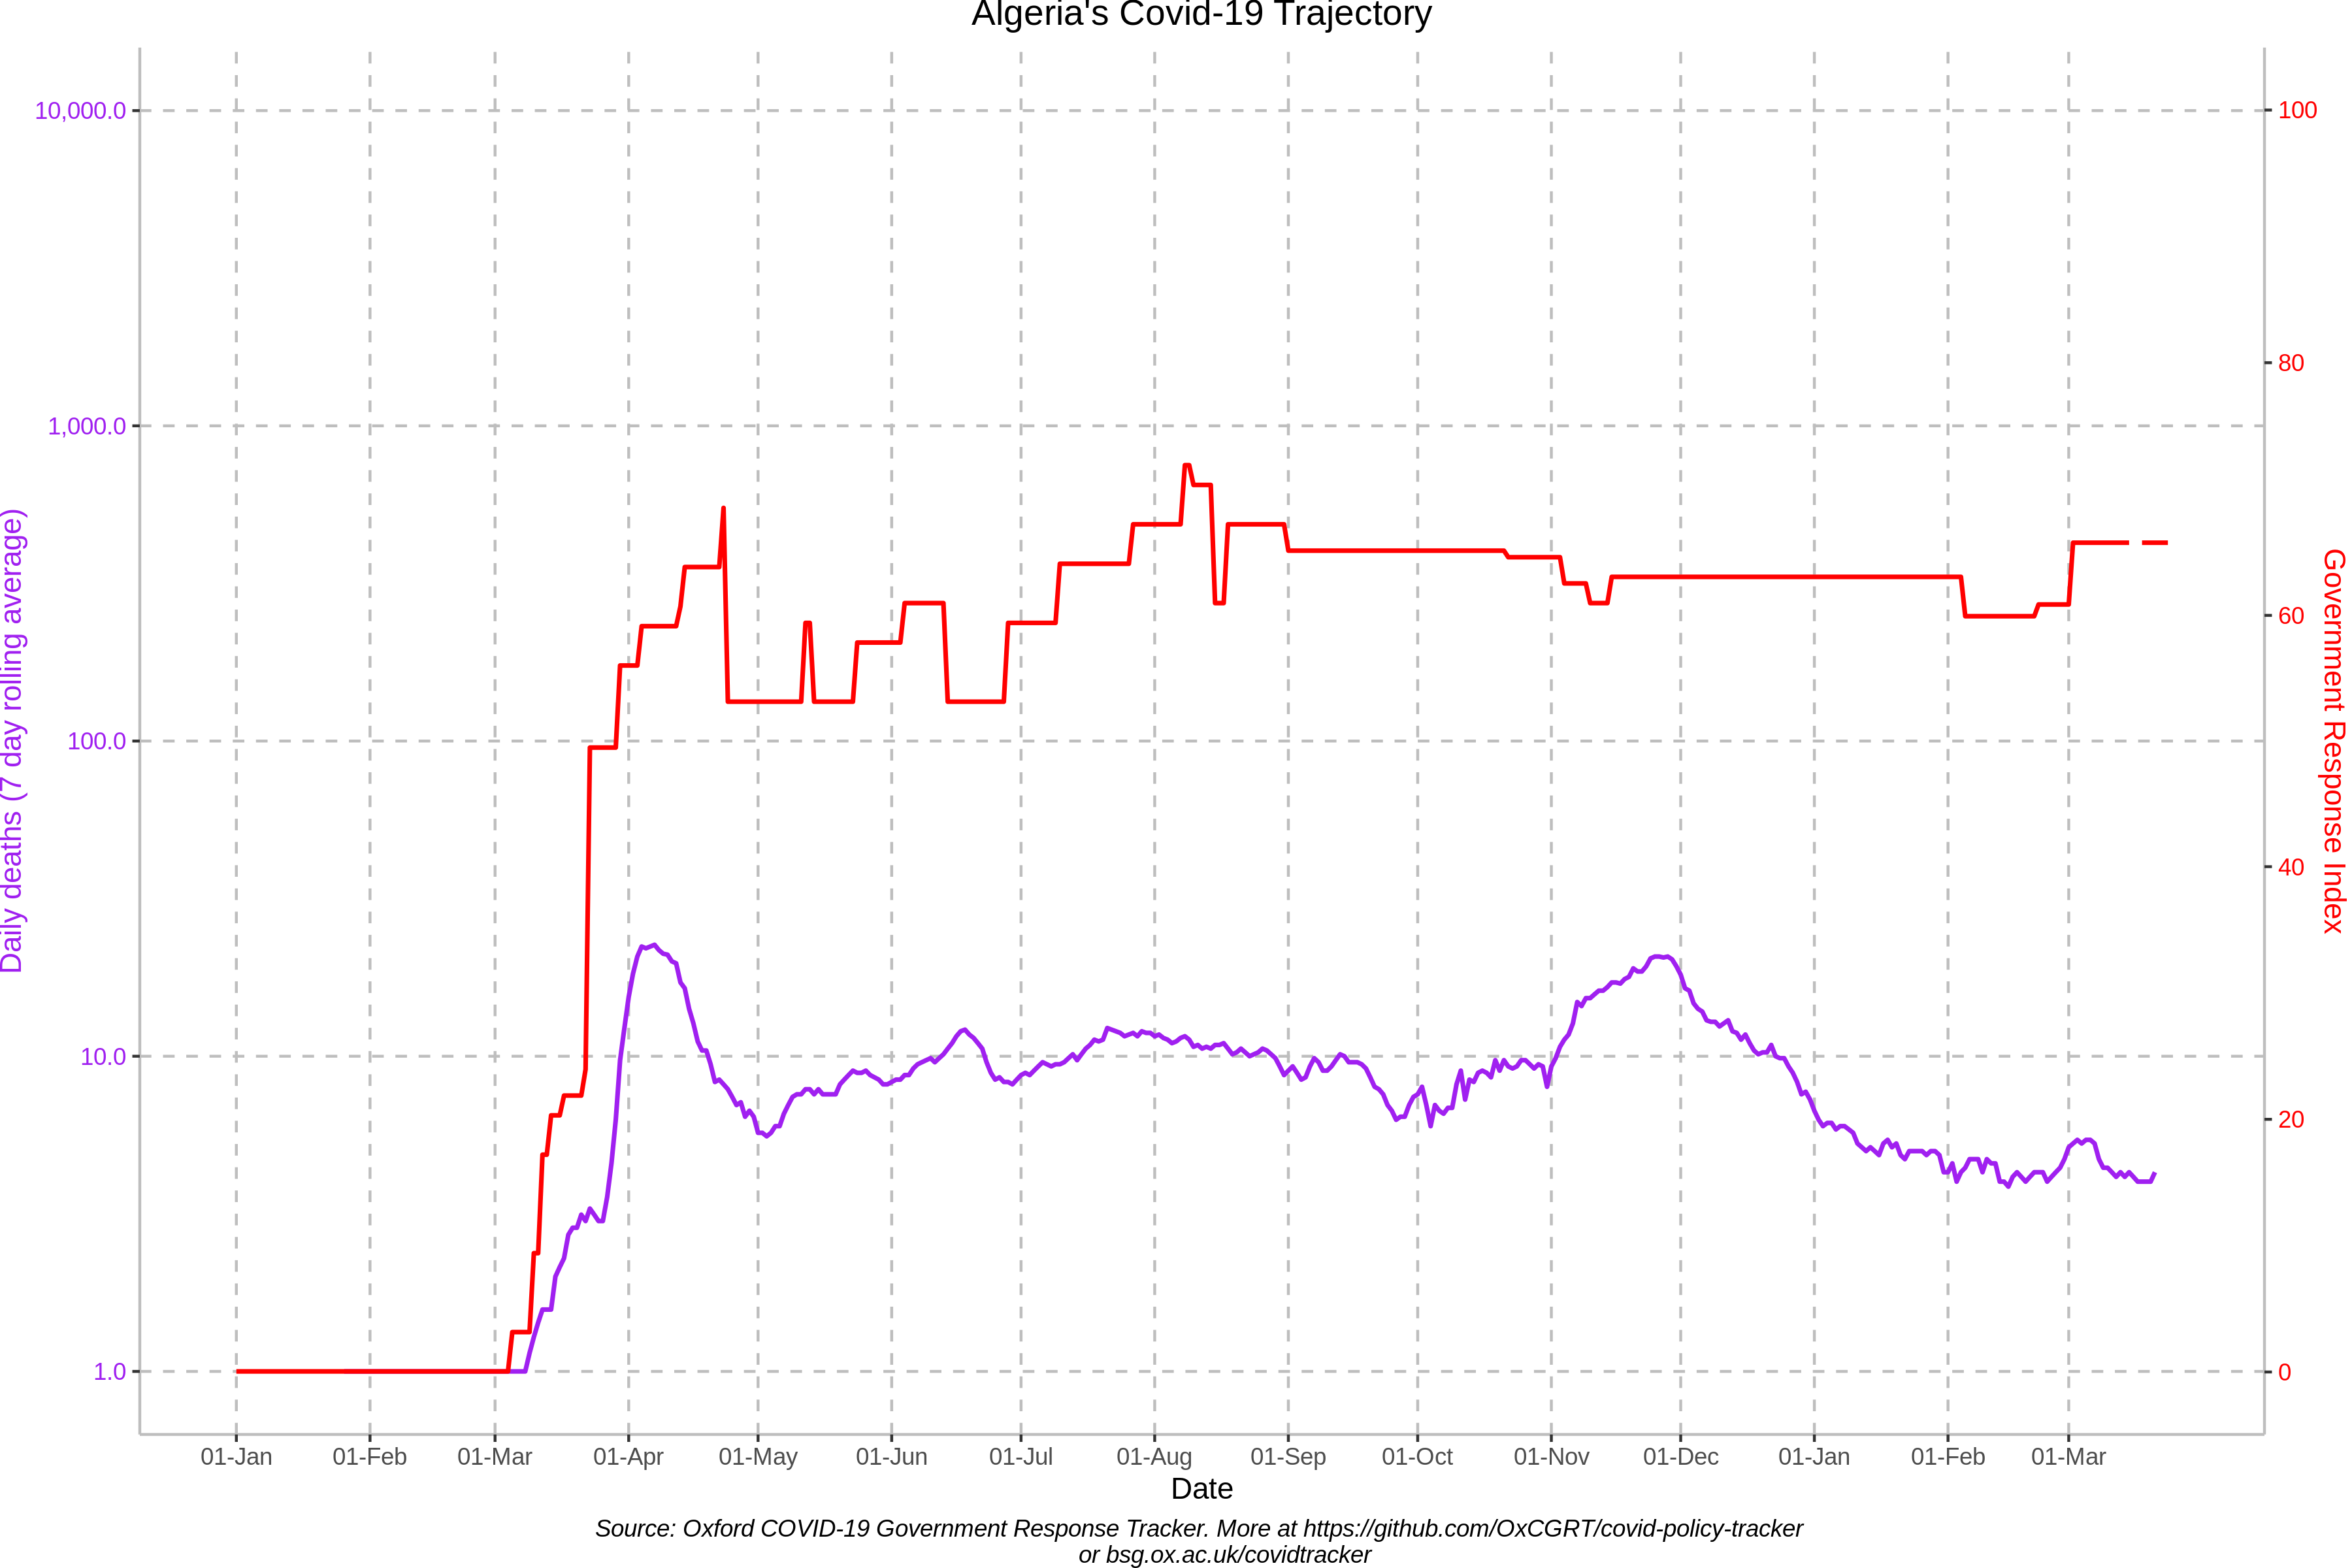 Algeria's Covid-19 Trajectory
10,000.0
1,000.0
100.0
10.0
1.0
Daily deaths (7 day rolling average)
100
80
60
40
20
0
Government Response Index
01-Jan 01-Feb 01-Mar 01-Apr 01-May 01-Jun 01-Jul 01-Aug 01-Sep 01-Oct 01-Nov 01-Dec 01-Jan 01-Feb 01-Mar
Date
Source: Oxford COVID-19 Government Response Tracker. More at https://github.com/OxCGRT/covid-policy-tracker
or bsg.ox.ac.uk/covidtracker